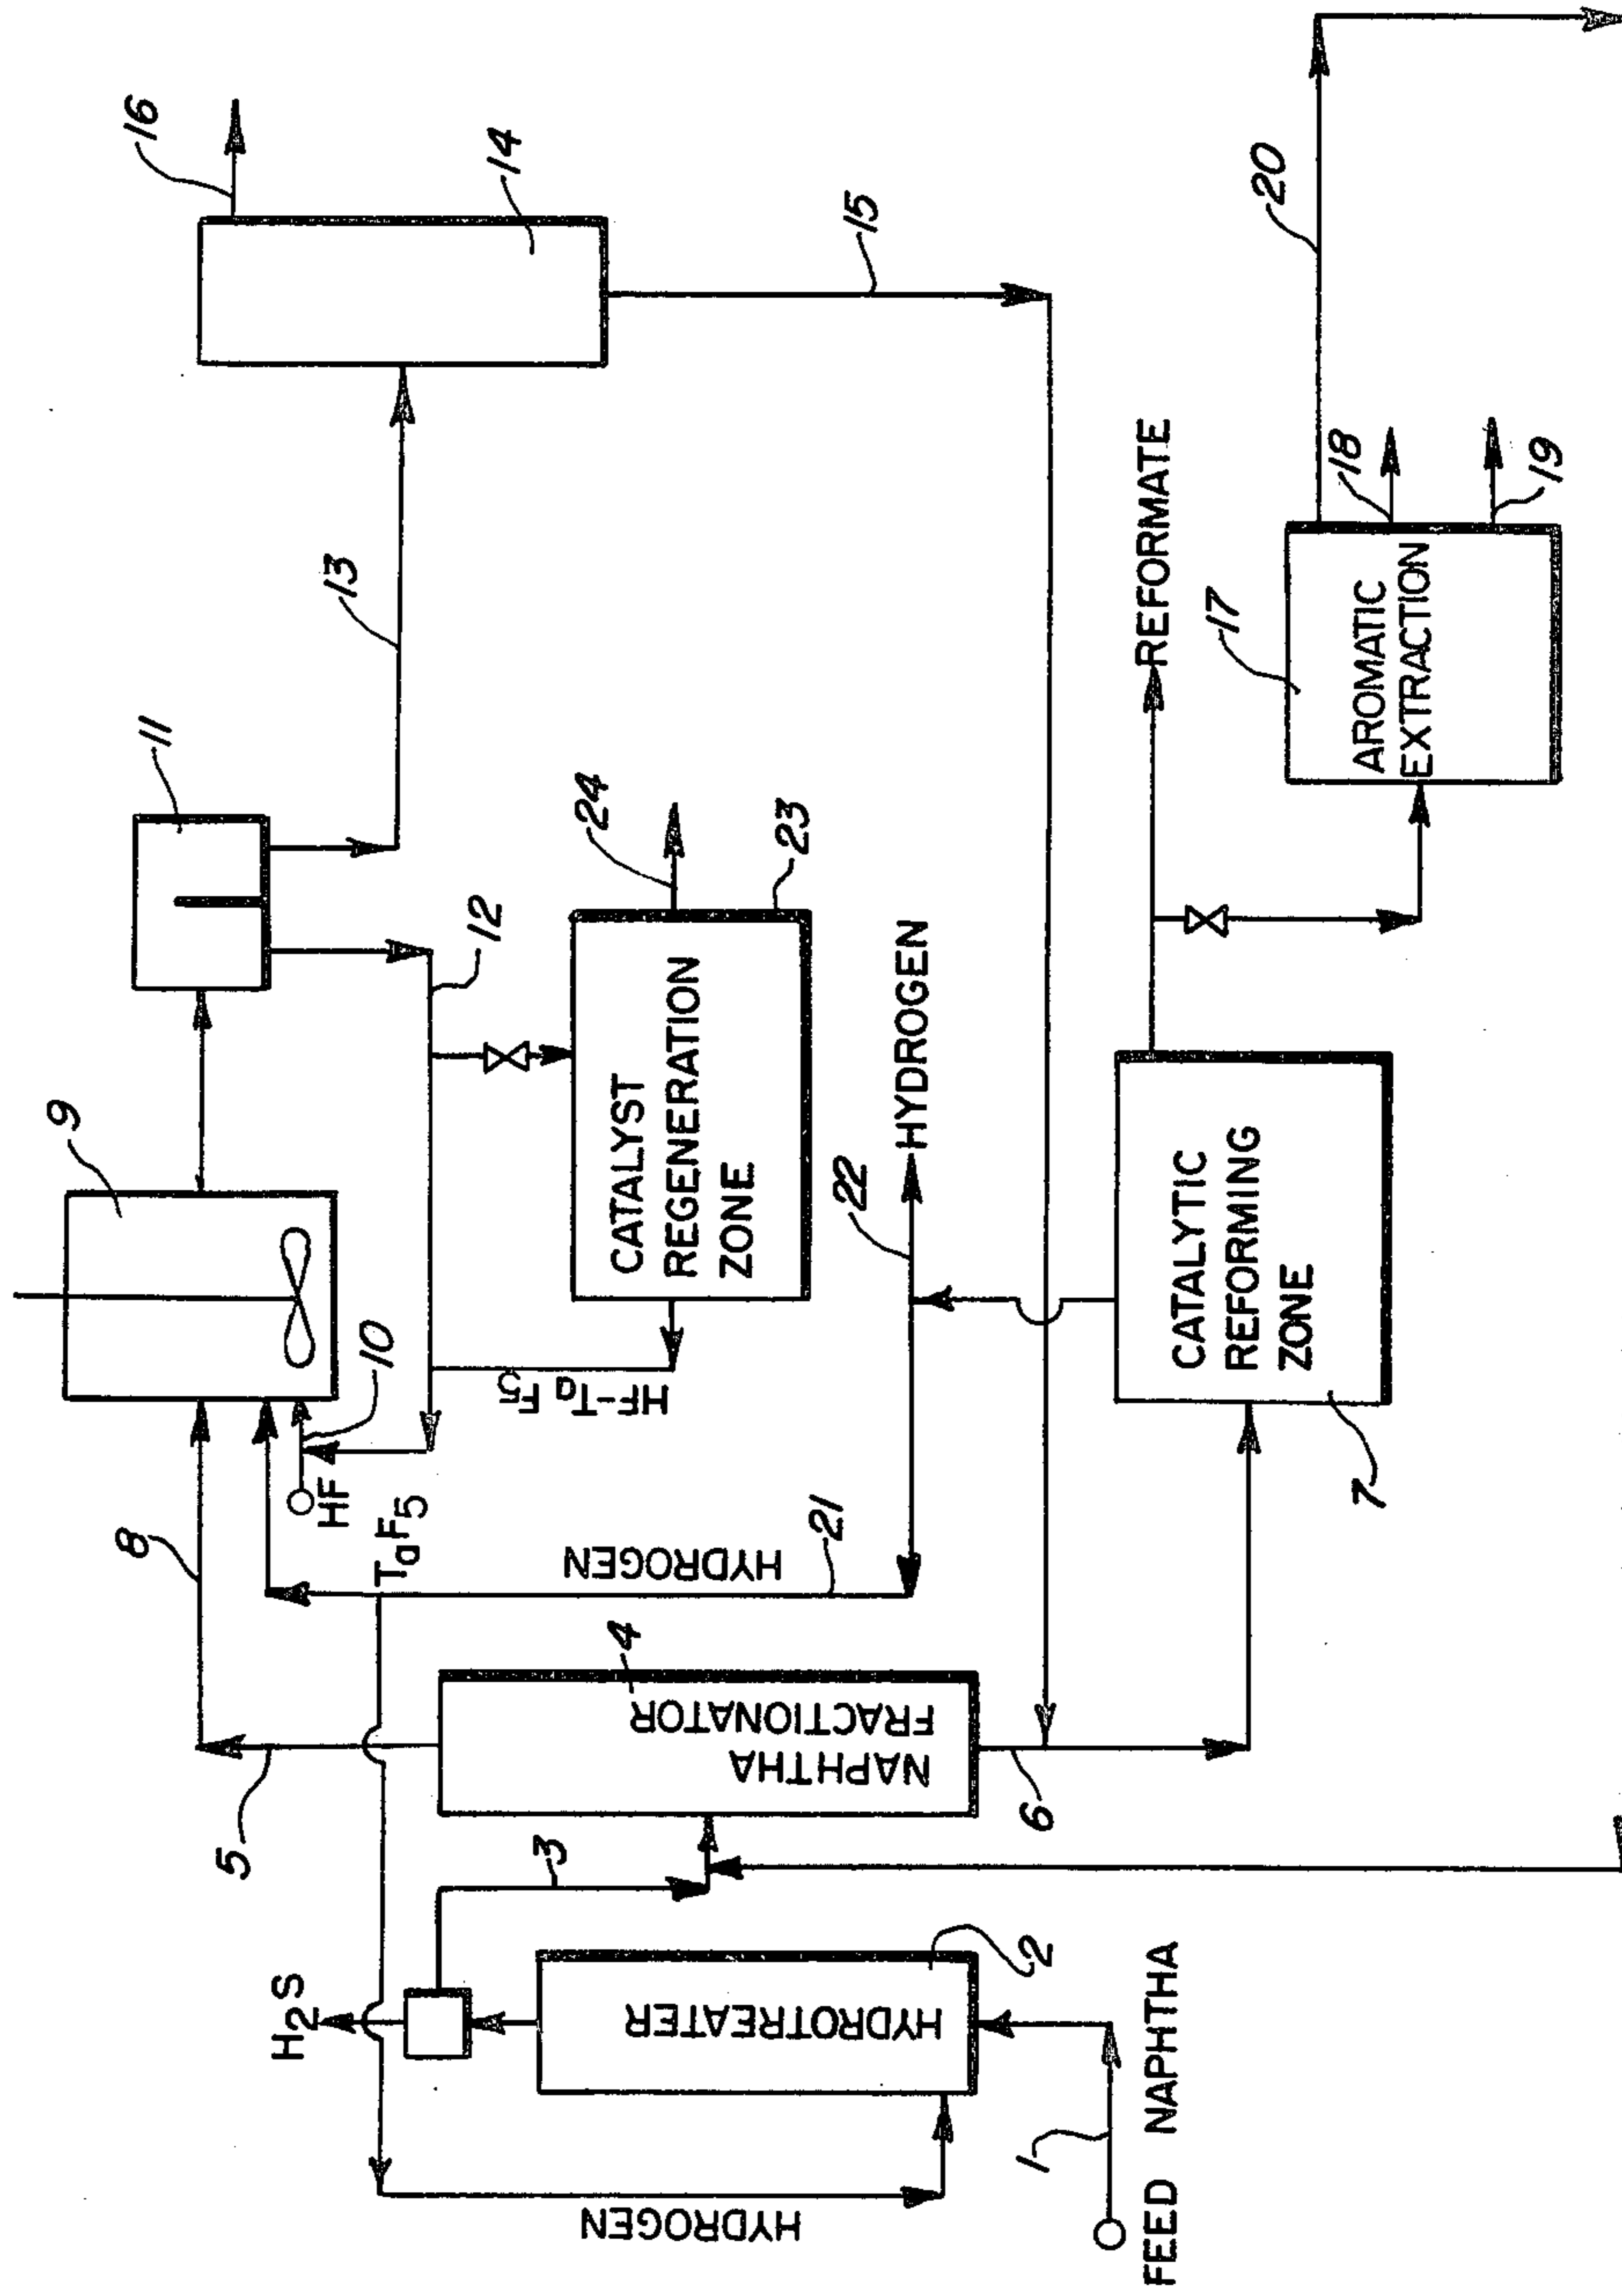 FEED NAPHTHA
1
HYDROTREATER
2
HYDROGEN
H2S
3
NAPHTHA
FRACTIONATOR
4
5
6
8
9
HF
10
TaF5
HYDROGEN
21
HF-TaF5
11
12
CATALYST
REGENERATION
ZONE
23
24
13
14
15
16
22
HYDROGEN
CATALYTIC
REFORMING
ZONE
7
REFORMATE
AROMATIC
EXTRACTION
17
18
19
20